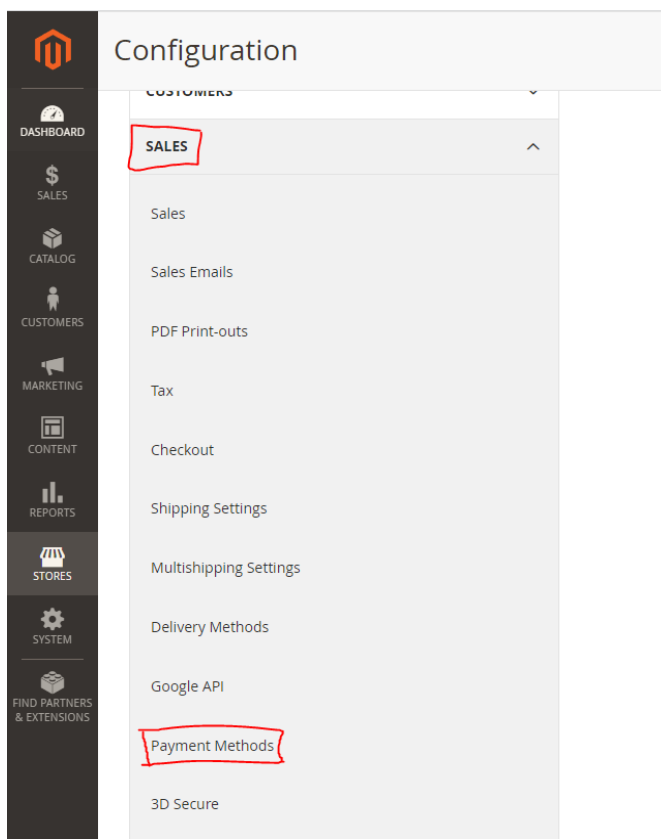 Configuration
DASHBOARD
$
SALES
CATALOG
CUSTOMERS
MARKETING
CONTENT
REPORTS
STORES
SYSTEM
FIND PARTNERS
& EXTENSIONS
CUSTOMERS
SALES
Sales
Sales Emails
PDF Print-outs
Tax
Checkout
Shipping Settings
Multishipping Settings
Delivery Methods
Google API
Payment Methods
3D Secure